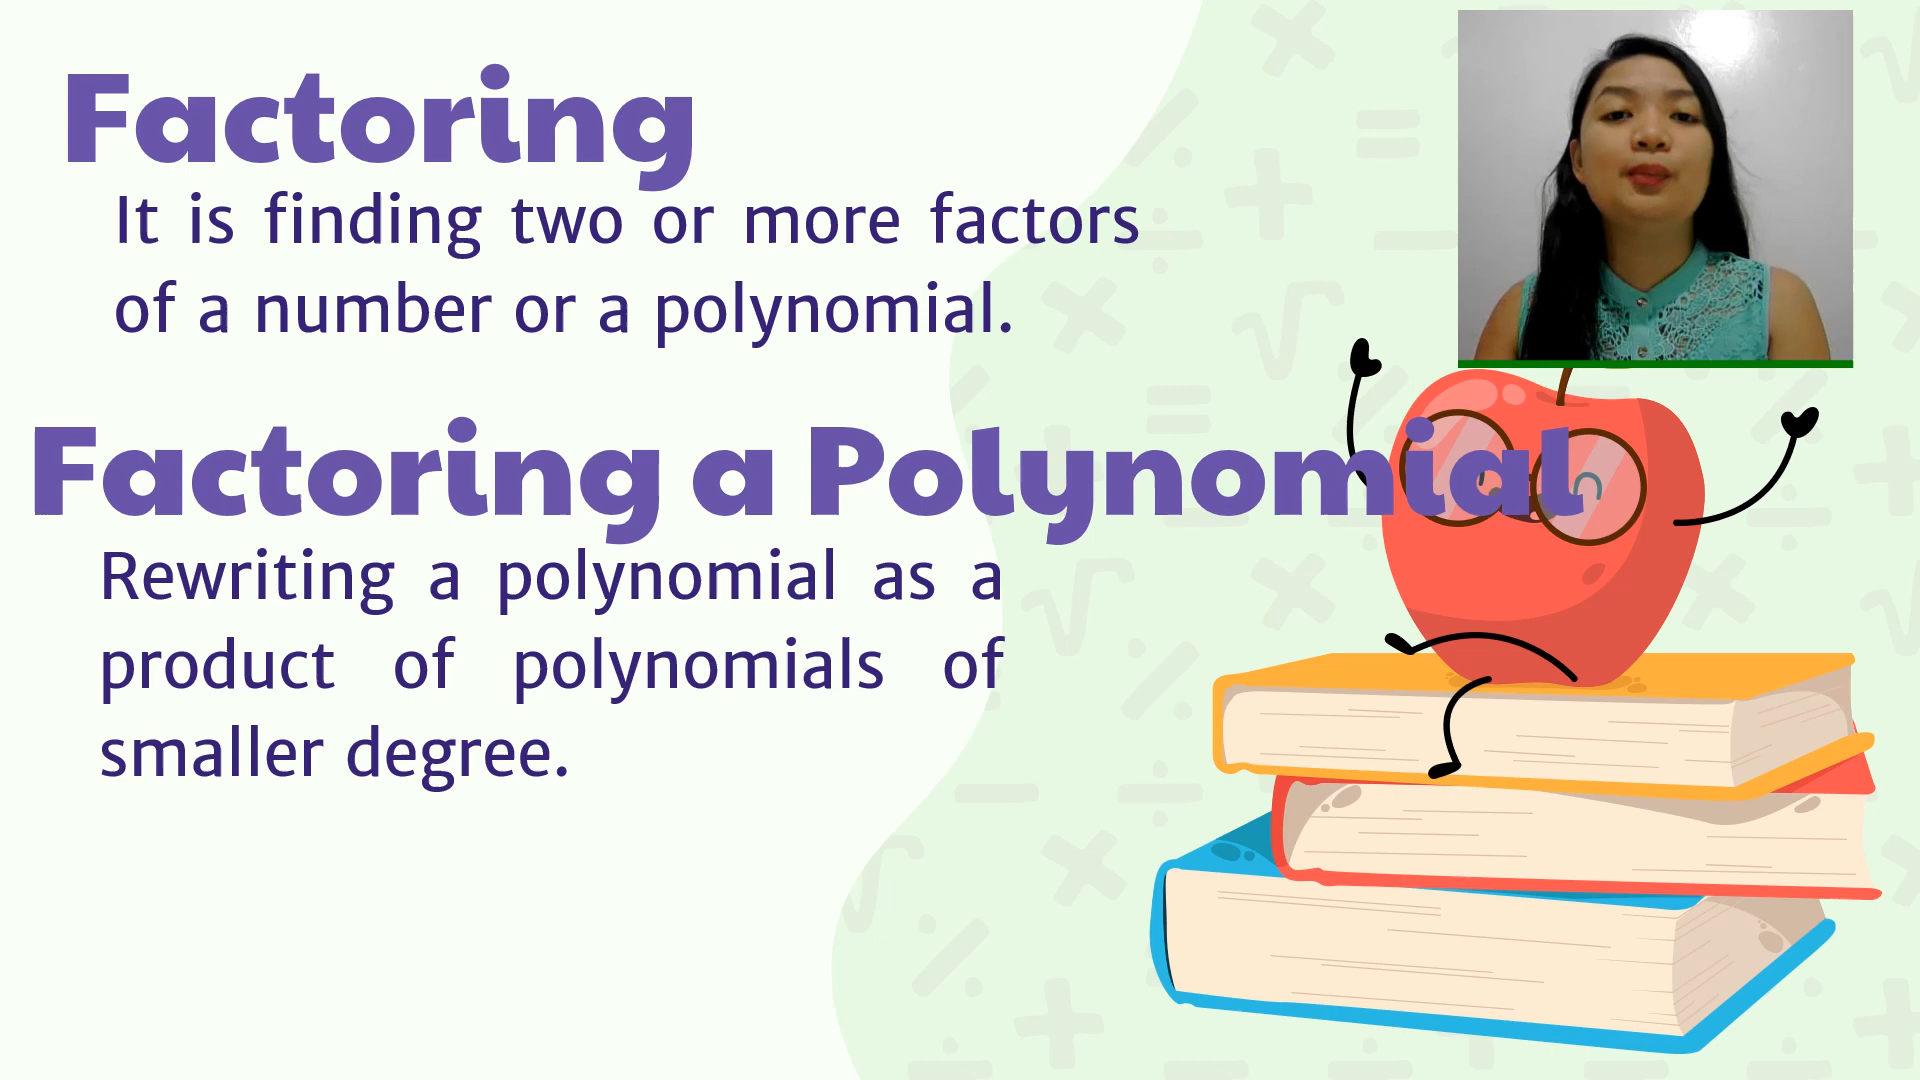 Factoring
It is finding two or more factors
of a number or a polynomial.
Factoring a Polynomial
Rewriting a polynomial as a
product of polynomials of
smaller degree.